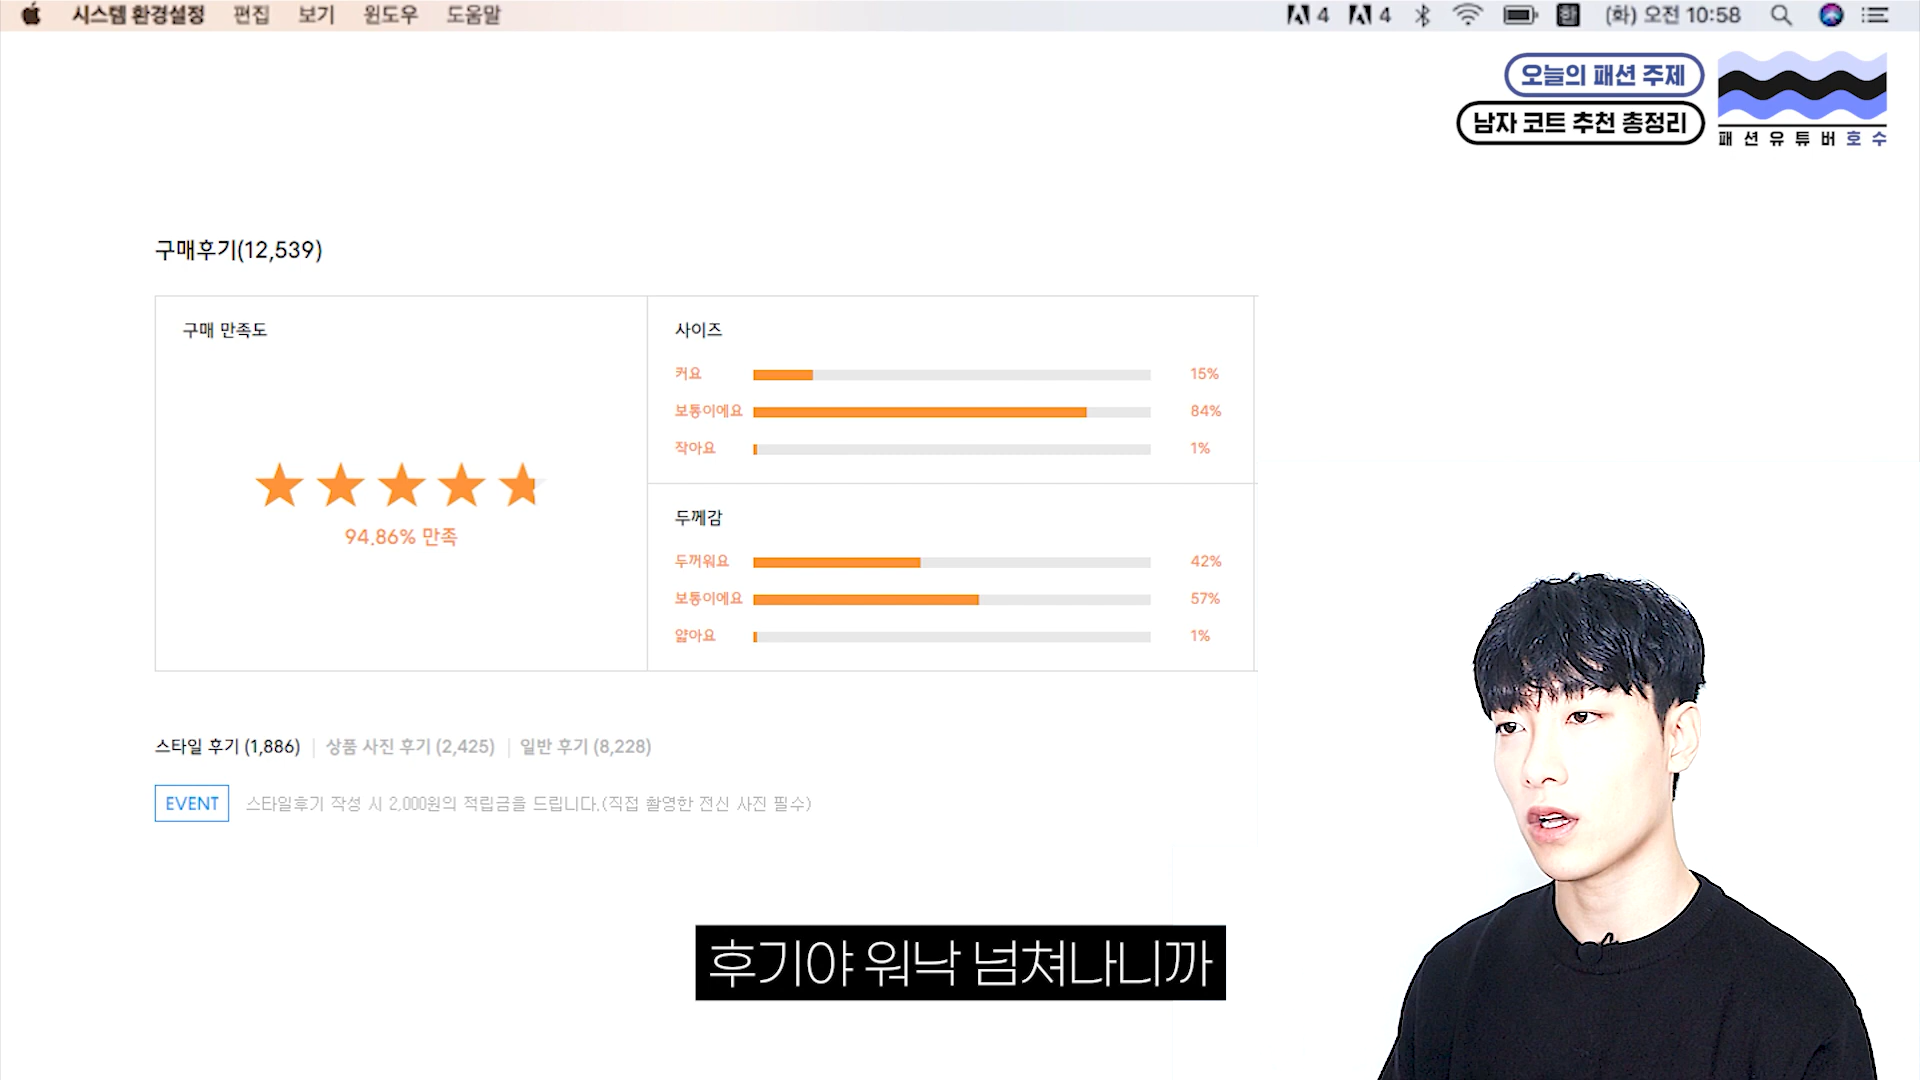 시스템 환경설정 편집 보기 윈도우 도움말
4 4 한 (화) 오전 10:58
오늘의 패션 주제
남자 코트 추천 총정리
패션유튜버호수
구매후기(12,539)
구매 만족도
94.86% 만족
사이즈
커요 15%
보통이에요 84%
작아요 1%
두께감
두꺼워요 42%
보통이에요 57%
얇아요 1%
스타일 후기 (1,886) | 상품 사진 후기 (2,425) | 일반 후기 (8,228)
EVENT 스타일후기 작성 시 2,000원의 적립금을 드립니다.(직접 촬영한 전신 사진 필수)
후기야 워낙 넘쳐나니까